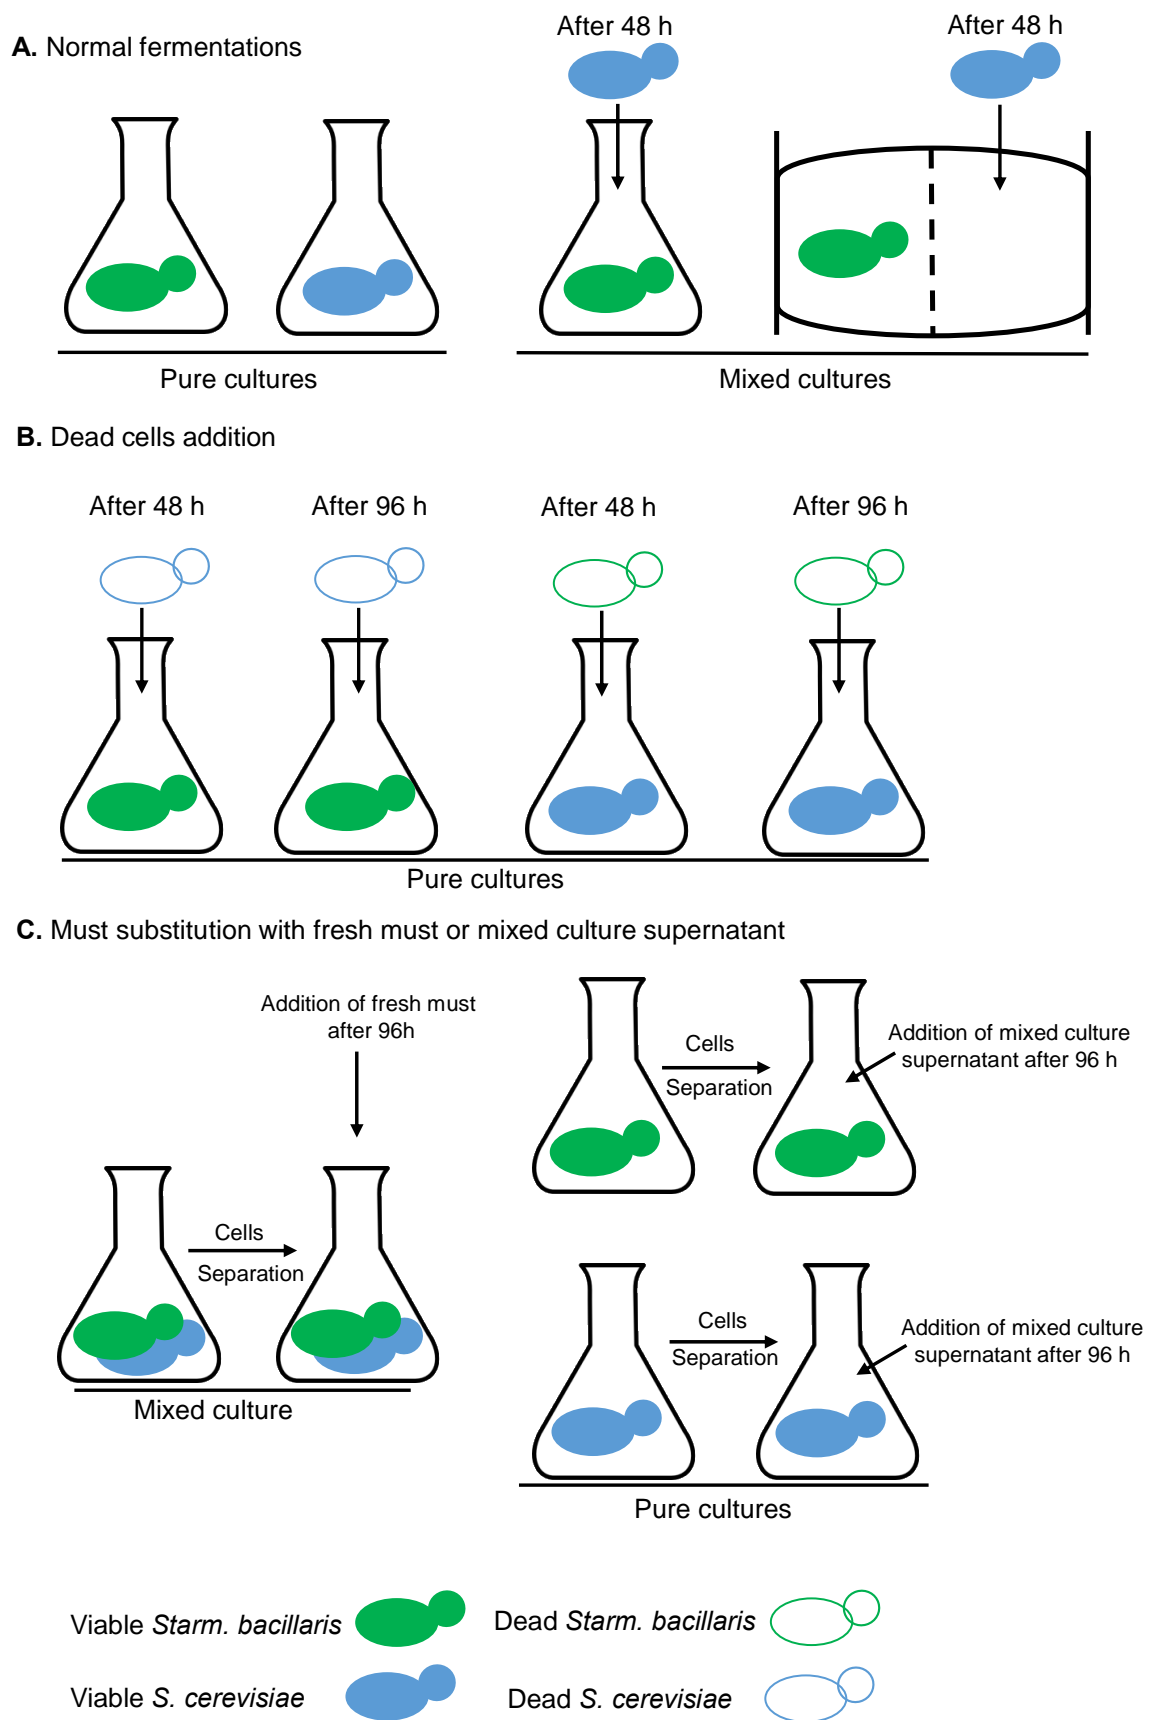 A. Normal fermentations
After 48 h
After 48 h
Pure cultures
Mixed cultures
B. Dead cells addition
After 48 h
After 96 h
After 48 h
After 96 h
Pure cultures
C. Must substitution with fresh must or mixed culture supernatant
Addition of fresh must
after 96h
Cells
Separation
Mixed culture
Cells
Separation
Addition of mixed culture
supernatant after 96 h
Cells
Separation
Addition of mixed culture
supernatant after 96 h
Pure cultures
Viable Starm. bacillaris
Dead Starm. bacillaris
Viable S. cerevisiae
Dead S. cerevisiae